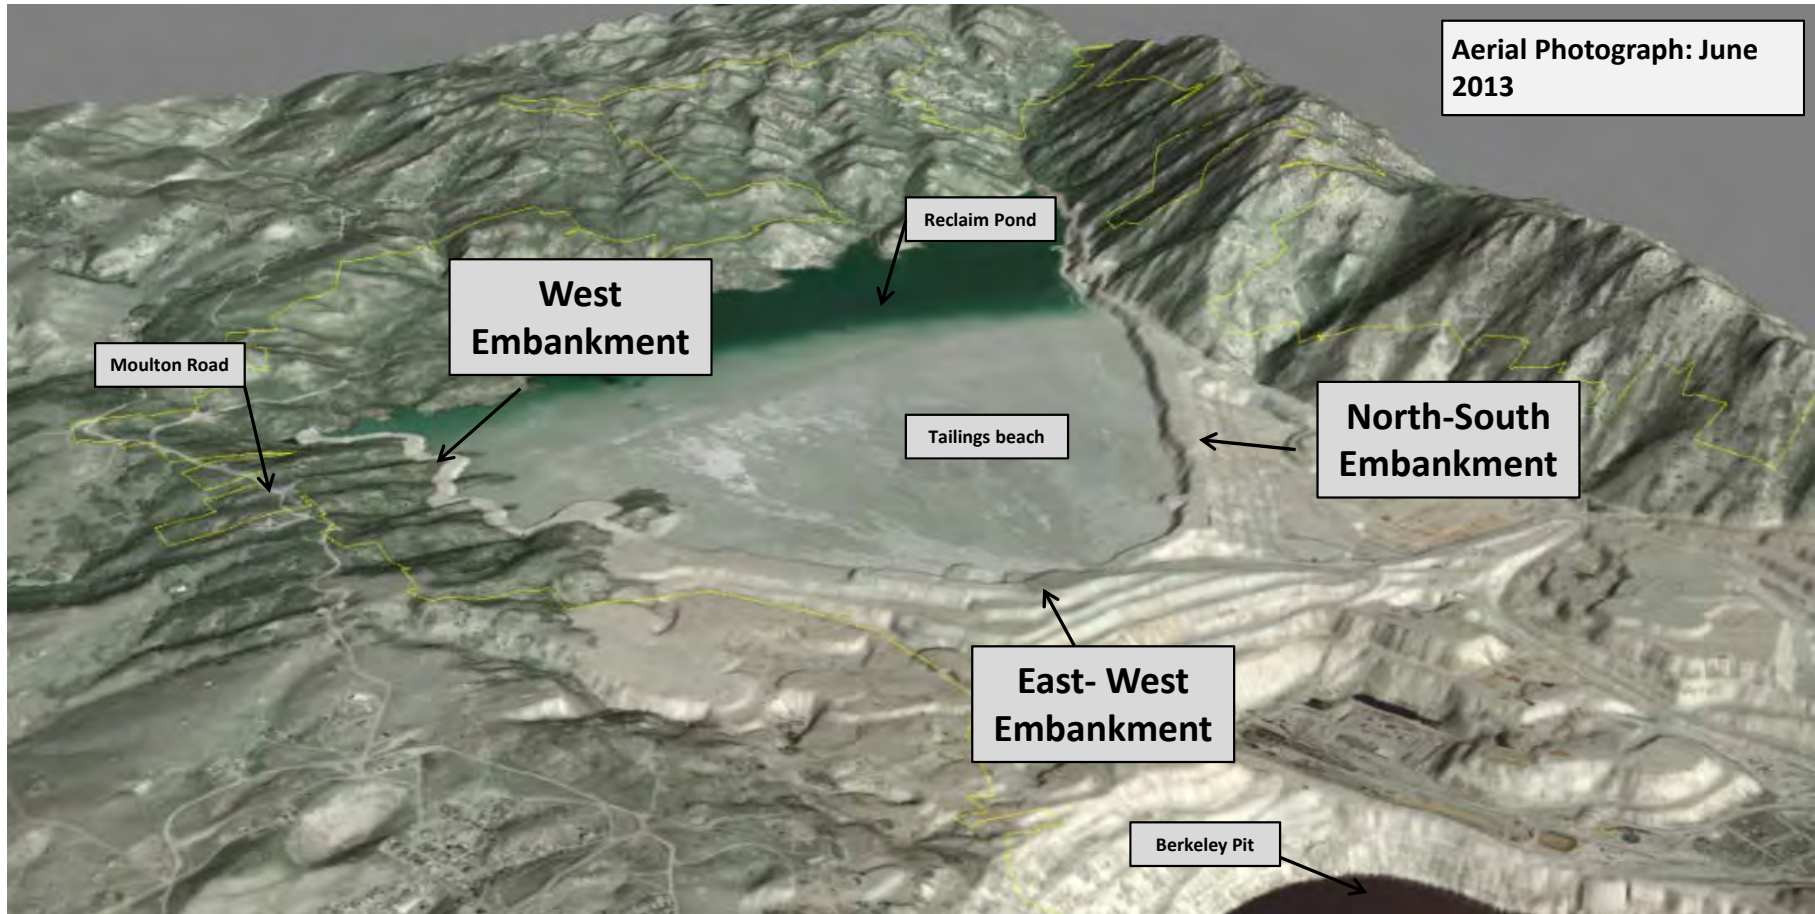 Aerial Photograph: June
2013
Reclaim Pond
West
Embankment
Moulton Road
North-South
Embankment
Tailings beach
East- West
Embankment
Berkeley Pit